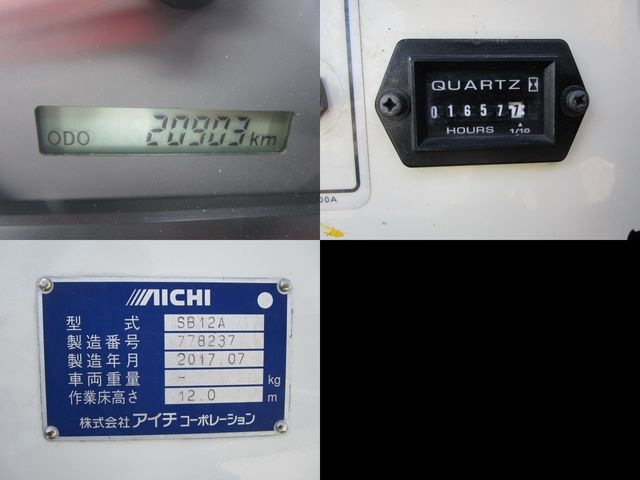 ODO 20903 km
QUARTZ
016577
HOURS 1/10
00A
AICHI
型式 SB12A
製造番号 778237
製造年月 2017.07
車両重量 - kg
作業床高さ 12.0 m
株式会社アイチコーポレーション